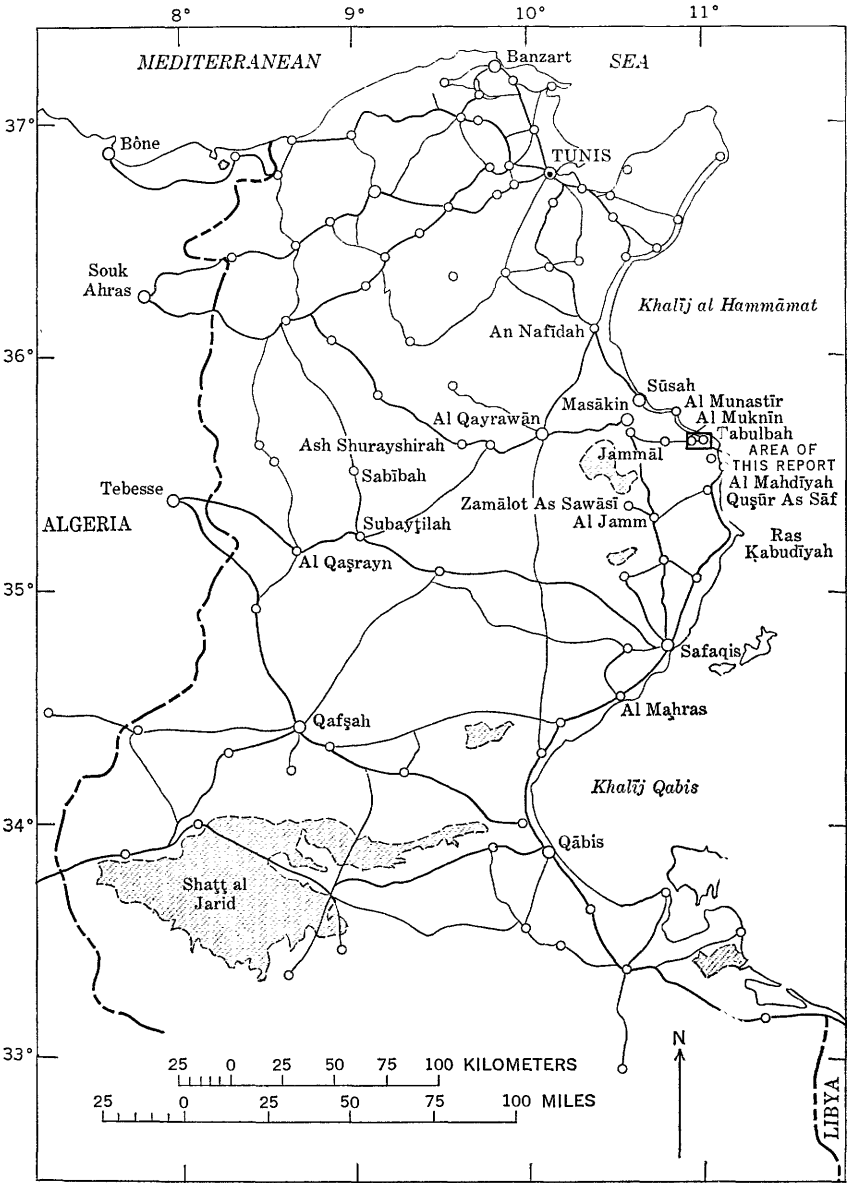 8° 9° 10° 11°
MEDITERRANEAN SEA
Banzart
37°
Bône
TUNIS
Souk
Ahras
Khalīj al Hammāmat
An Nafīdah
36°
Sūsah
Masākin
Al Munastīr
Al Muknīn
Al Qayrawān
Tabulbah
Ash Shurayshirah
Jammāl
AREA OF
THIS REPORT
Sabībah
Al Mahdīyah
Tebesse
Zamālot As Sawāsī
Quşūr As Sāf
ALGERIA
Subayţilah
Al Jamm
Ras
Ḳabudīyah
Al Qaşrayn
35°
Safaqis
Qafşah
Al Maḩras
Khalīj Qabis
34°
Qābis
Shaţţ al
Jarid
33°
N
25 0 25 50 100 KILOMETERS
25 0 25 50 75 100 MILES
LIBYA